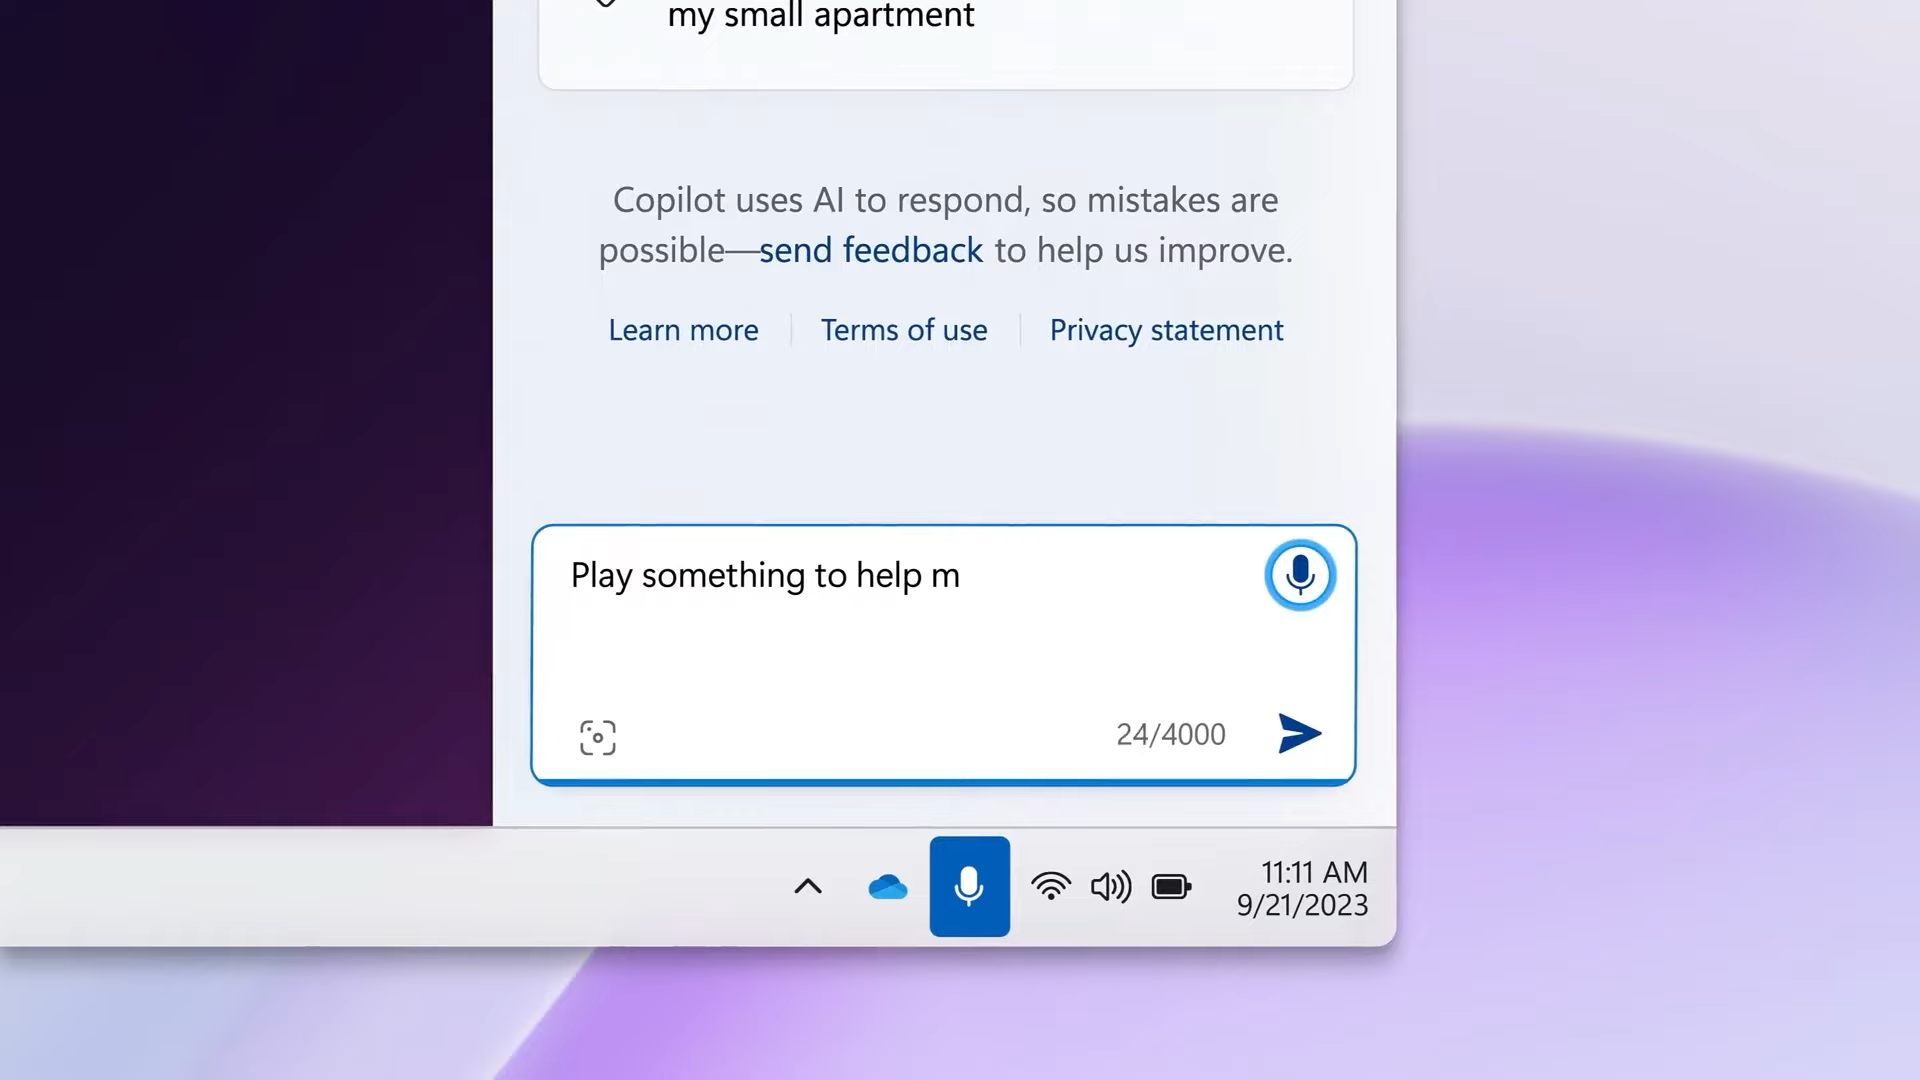 my small apartment
Copilot uses AI to respond, so mistakes are
possible—send feedback to help us improve.
Learn more
Terms of use
Privacy statement
Play something to help m
24/4000
11:11 AM
9/21/2023